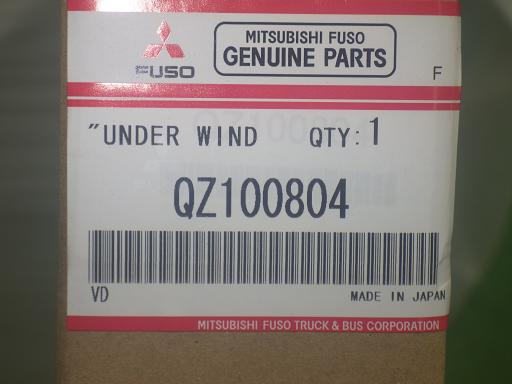 FUSO
MITSUBISHI FUSO
GENUINE PARTS
F
"UNDER WIND QTY:1
QZ100804
VD MADE IN JAPAN
MITSUBISHI FUSO TRUCK & BUS CORPORATION